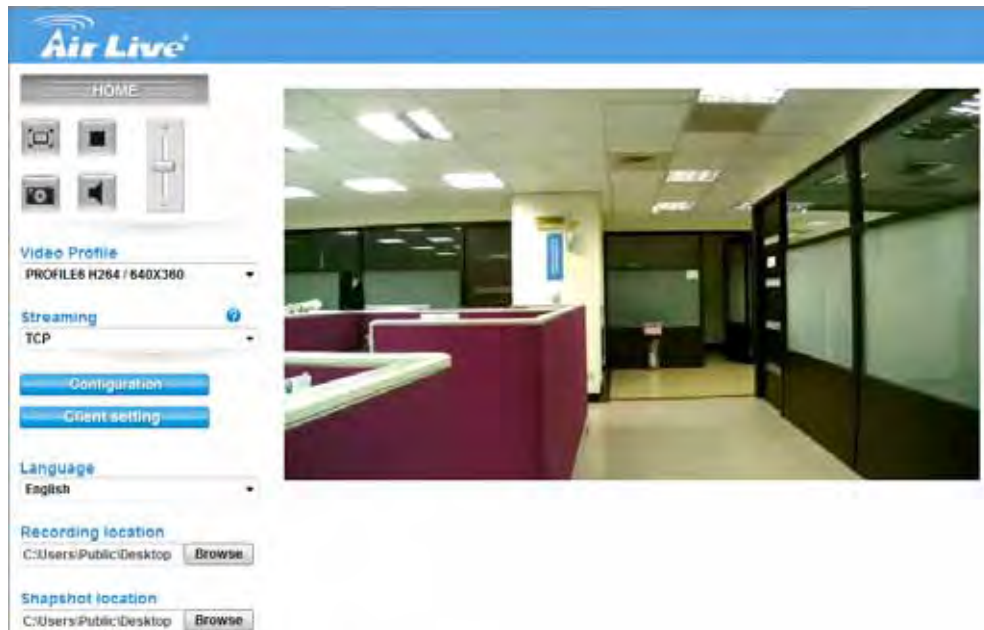 Air Live
HOME
Video Profile
PROFILE6 H264 / 640X360
Streaming
TCP
Configuration
Client setting
Language
English
Recording location
C:\Users\Public\Desktop Browse
Snapshot location
C:\Users\Public\Desktop Browse